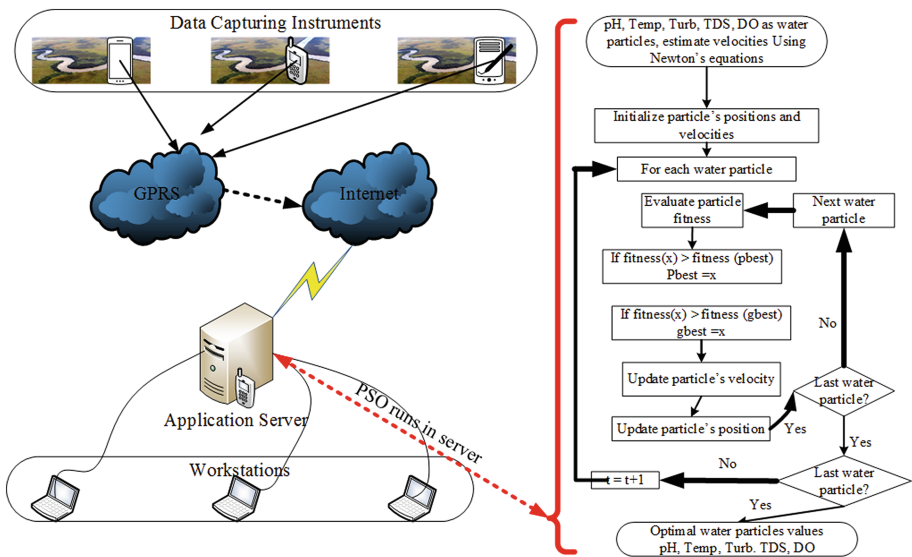 Data Capturing Instruments
GPRS
Internet
Application Server
PSO runs in server
Workstations
pH, Temp, Turb, TDS, DO as water
particles, estimate velocities Using
Newton's equations
Initialize particle's positions and
velocities
For each water particle
Evaluate particle
fitness
Next water
particle
If fitness(x) > fitness (pbest)
Pbest =x
If fitness(x) > fitness (gbest)
gbest =x
No
Update particle's velocity
Last water
particle?
Update particle's position
Yes
Yes
No
Last water
particle?
t = t+1
Yes
Optimal water particles values
pH, Temp, Turb. TDS, DO